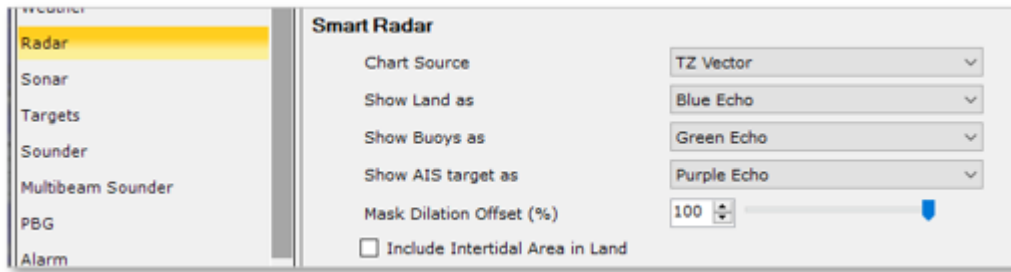 Weather
Radar
Sonar
Targets
Sounder
Multibeam Sounder
PBG
Alarm
Smart Radar
Chart Source TZ Vector
Show Land as Blue Echo
Show Buoys as Green Echo
Show AIS target as Purple Echo
Mask Dilation Offset (%) 100
Include Intertidal Area in Land